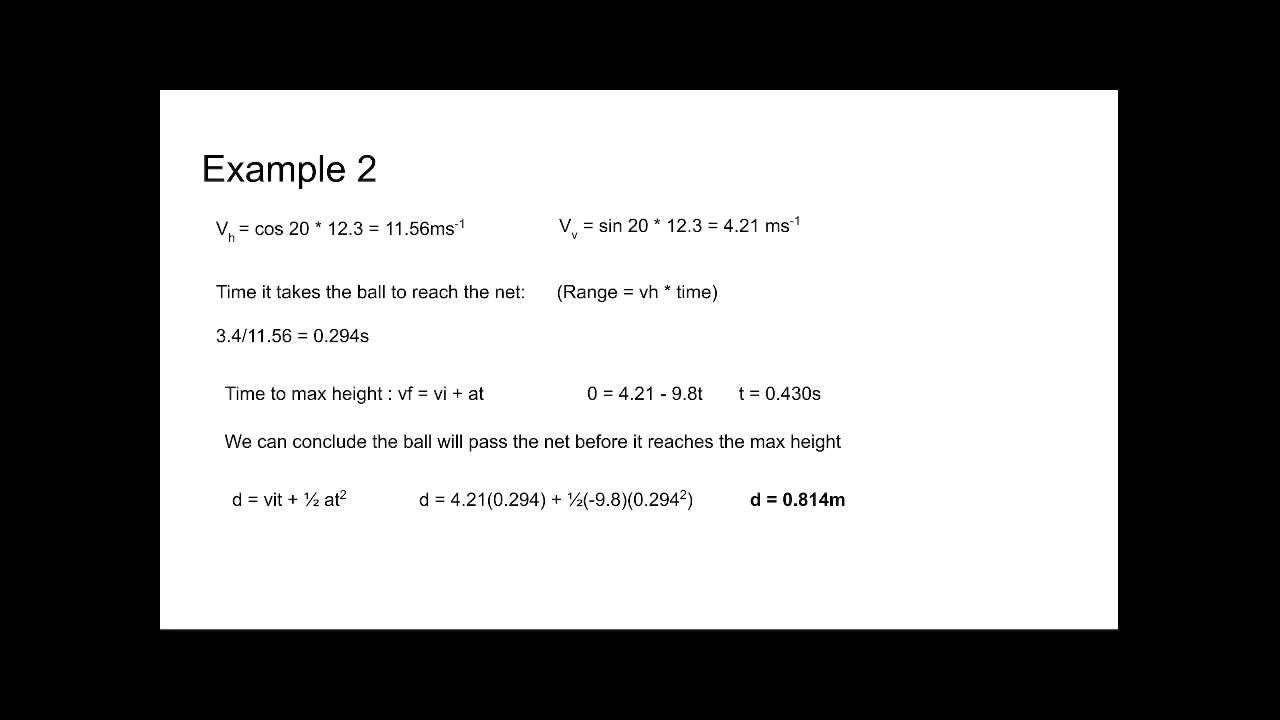 Example 2
V_h = cos 20 * 12.3 = 11.56ms⁻¹ V_v = sin 20 * 12.3 = 4.21 ms⁻¹
Time it takes the ball to reach the net: (Range = vh * time)
3.4/11.56 = 0.294s
Time to max height : vf = vi + at 0 = 4.21 - 9.8t t = 0.430s
We can conclude the ball will pass the net before it reaches the max height
d = vit + ½ at² d = 4.21(0.294) + ½(-9.8)(0.294²) d = 0.814m